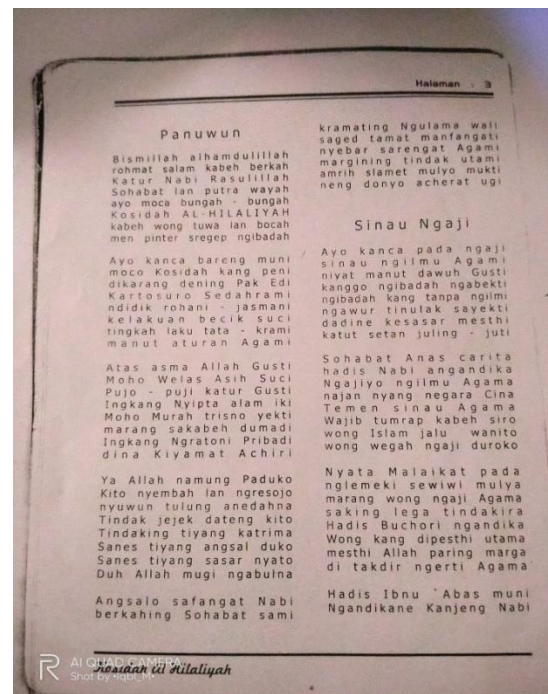 Halaman : 3
Panuwun
Bismillah alhamdulillah
rohmat salam kabeh berkah
Katur Nabi Rasulillah
Sohabat lan putra wayah
ayo moca bungah - bungah
Kosidah AL-HILALIYAH
kabeh wong tuwa lan bocah
men pinter sregep ngibadah
Ayo kanca bareng muni
moco Kosidah kang peni
dikarang dening Pak Edi
Kartosuro Sedahrami
ndidik rohani - jasmani
kelakuan becik suci
tingkah laku tata - krami
manut aturan Agami
Atas asma Allah Gusti
Moho Welas Asih Suci
Pujo - puji katur Gusti
Ingkang Nyipta alam iki
Moho Murah trisno yekti
marang sakabeh dumadi
Ingkang Ngratoni Pribadi
dina Kiyamat Achiri
Ya Allah namung Paduko
Kito nyembah lan ngresojo
nyuwun tulung anedahna
Tindak jejek dateng kito
Tindaking tiyang katrima
Sanes tiyang angsal duko
Sanes tiyang sasar nyato
Duh Allah mugi ngabulna
Angsalo safangat Nabi
berkahing Sohabat sami
kramating Ngulama wali
saged tamat manfangati
nyebar sarengat Agami
margining tindak utami
amrih slamet mulyo mukti
neng donyo acherat ugi
Sinau Ngaji
Ayo kanca pada ngaji
sinau ngilmu Agami
niyat manut dawuh Gusti
kanggo ngibadah ngabekti
ngibadah kang tanpa ngilmi
ngawur tinulak sayekti
dadine kesasar mesthi
katut setan juling - juti
Sohabat Anas carita
hadis Nabi angandika
Ngajiyo ngilmu Agama
najan nyang negara Cina
Temen sinau Agama
Wajib tumrap kabeh siro
wong Islam jalu wanito
wong wegah ngaji duroko
Nyata Malaikat pada
nglemeki sewiwi mulya
marang wong ngaji Agama
saking lega tindakira
Hadis Buchori ngandika
Wong kang dipesthi utama
mesthi Allah paring marga
di takdir ngerti Agama
Hadis Ibnu `Abas muni
Ngandikane Kanjeng Nabi
Kosidah Al Hilaliyah
AI QUAD CAMERA
Shot by •iqbl_M•